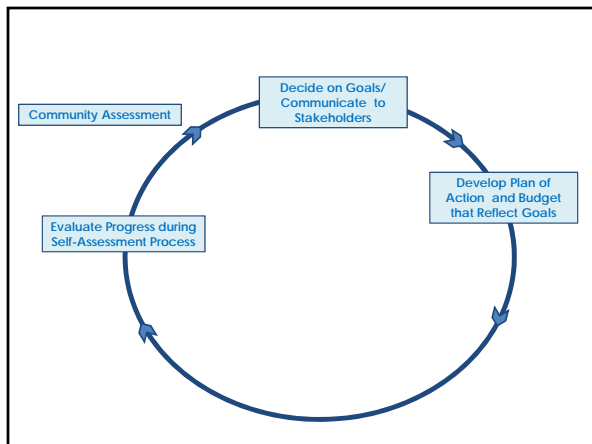 Decide on Goals/
Communicate to
Stakeholders
Community Assessment
Develop Plan of
Action and Budget
that Reflect Goals
Evaluate Progress during
Self-Assessment Process